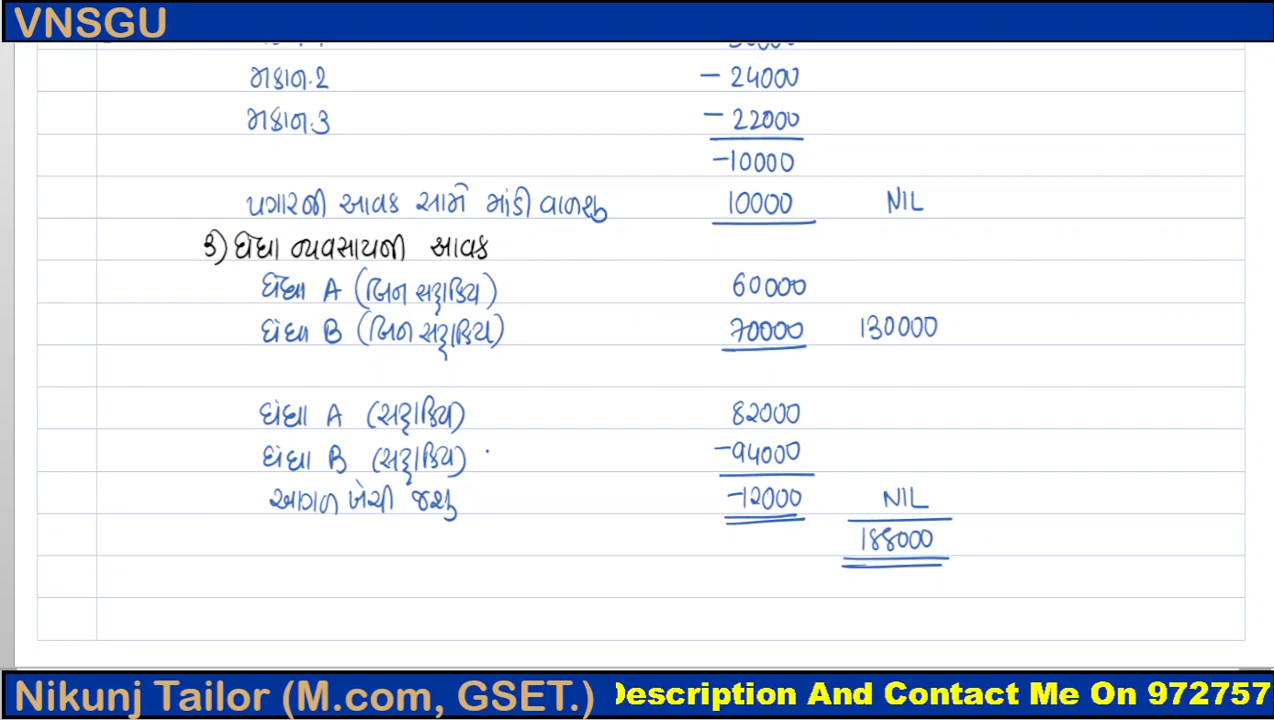 VNSGU
મકાન.2 - 24000
મકાન.3 - 22000
-10000
પગારની આવક સામે માંડી વાળશુ 10000 NIL
3) ધંધા વ્યવસાયની આવક
ધંધા A (બિન સટ્ટાકિય) 60000
ધંધા B (બિન સટ્ટાકિય) 70000 130000
ધંધા A (સટ્ટાકિય) 82000
ધંધા B (સટ્ટાકિય) -94000
આગળ ખેચી જશુ -12000 NIL
188000
Nikunj Tailor (M.com, GSET.) Description And Contact Me On 972757